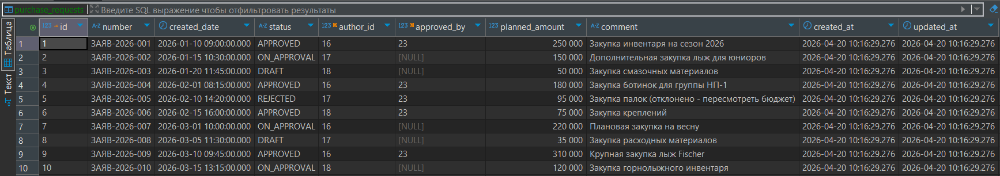 purchase_requests Введите SQL выражение чтобы отфильтровать результаты
Таблица
Текст
123 id A-Z number created_date A-Z status 123 author_id 123 approved_by 123 planned_amount A-Z comment created_at updated_at
1 1 ЗАЯВ-2026-001 2026-01-10 09:00:00.000 APPROVED 16 23 250 000 Закупка инвентаря на сезон 2026 2026-04-20 10:16:29.276 2026-04-20 10:16:29.276
2 2 ЗАЯВ-2026-002 2026-01-15 10:30:00.000 ON_APPROVAL 17 [NULL] 150 000 Дополнительная закупка лыж для юниоров 2026-04-20 10:16:29.276 2026-04-20 10:16:29.276
3 3 ЗАЯВ-2026-003 2026-01-20 11:45:00.000 DRAFT 18 [NULL] 50 000 Закупка смазочных материалов 2026-04-20 10:16:29.276 2026-04-20 10:16:29.276
4 4 ЗАЯВ-2026-004 2026-02-01 08:15:00.000 APPROVED 16 23 180 000 Закупка ботинок для группы НП-1 2026-04-20 10:16:29.276 2026-04-20 10:16:29.276
5 5 ЗАЯВ-2026-005 2026-02-10 14:20:00.000 REJECTED 17 23 95 000 Закупка палок (отклонено - пересмотреть бюджет) 2026-04-20 10:16:29.276 2026-04-20 10:16:29.276
6 6 ЗАЯВ-2026-006 2026-02-15 16:00:00.000 APPROVED 18 23 75 000 Закупка креплений 2026-04-20 10:16:29.276 2026-04-20 10:16:29.276
7 7 ЗАЯВ-2026-007 2026-03-01 10:00:00.000 ON_APPROVAL 16 [NULL] 220 000 Плановая закупка на весну 2026-04-20 10:16:29.276 2026-04-20 10:16:29.276
8 8 ЗАЯВ-2026-008 2026-03-05 11:30:00.000 DRAFT 17 [NULL] 35 000 Закупка расходных материалов 2026-04-20 10:16:29.276 2026-04-20 10:16:29.276
9 9 ЗАЯВ-2026-009 2026-03-10 09:45:00.000 APPROVED 16 23 310 000 Крупная закупка лыж Fischer 2026-04-20 10:16:29.276 2026-04-20 10:16:29.276
10 10 ЗАЯВ-2026-010 2026-03-15 13:15:00.000 ON_APPROVAL 18 [NULL] 120 000 Закупка горнолыжного инвентаря 2026-04-20 10:16:29.276 2026-04-20 10:16:29.276